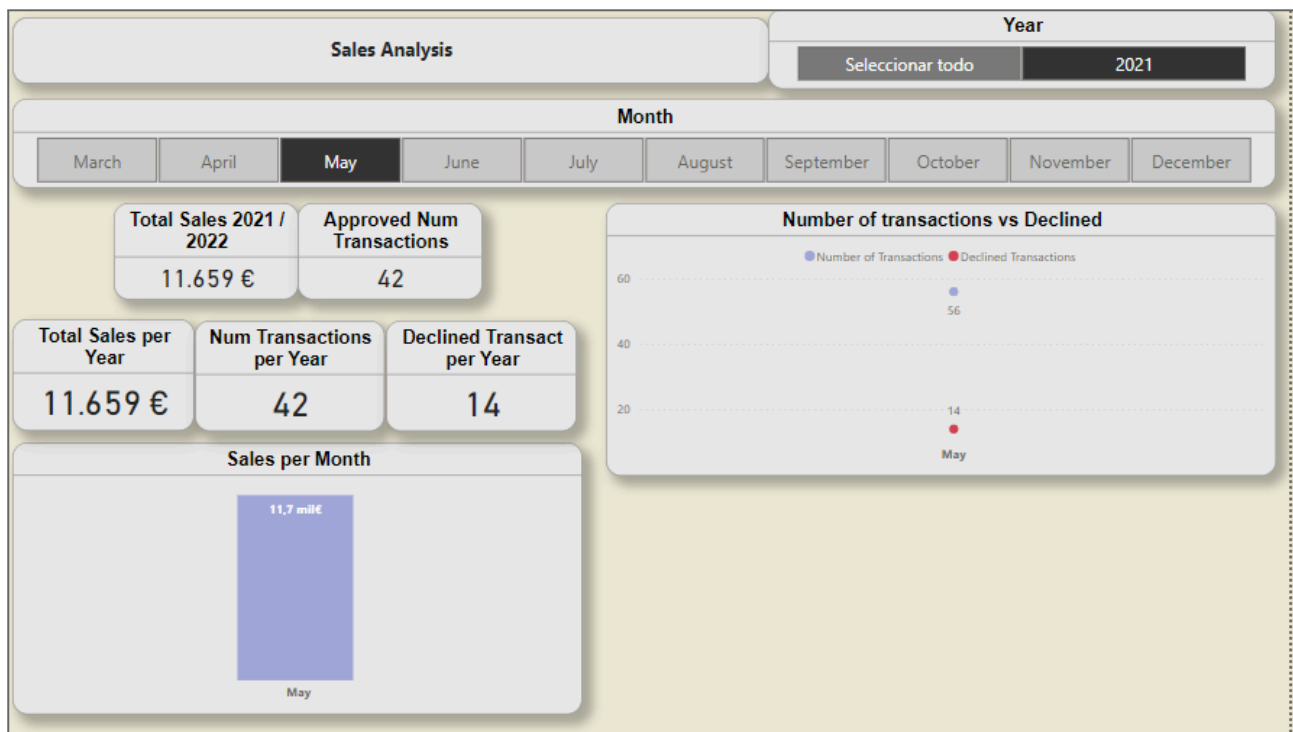 Sales Analysis
Year
Seleccionar todo
2021
Month
March
April
May
June
July
August
September
October
November
December
Total Sales 2021 /
2022
11.659 €
Approved Num
Transactions
42
Number of transactions vs Declined
Number of Transactions
Declined Transactions
60
56
40
20
14
May
Total Sales per
Year
11.659 €
Num Transactions
per Year
42
Declined Transact
per Year
14
Sales per Month
11,7 mil€
May